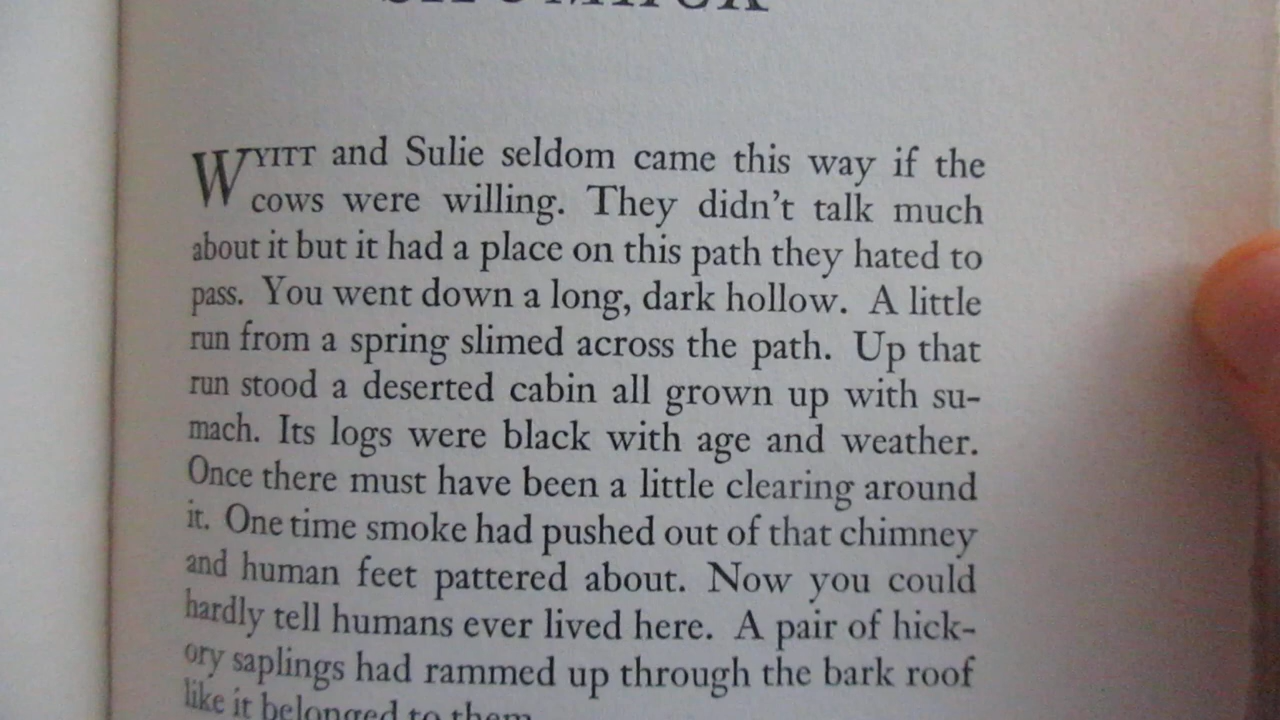 WYITT and Sulie seldom came this way if the
cows were willing. They didn't talk much
about it but it had a place on this path they hated to
pass. You went down a long, dark hollow. A little
run from a spring slimed across the path. Up that
run stood a deserted cabin all grown up with su-
mach. Its logs were black with age and weather.
Once there must have been a little clearing around
it. One time smoke had pushed out of that chimney
and human feet pattered about. Now you could
hardly tell humans ever lived here. A pair of hick-
ory saplings had rammed up through the bark roof
like it belonged to them.